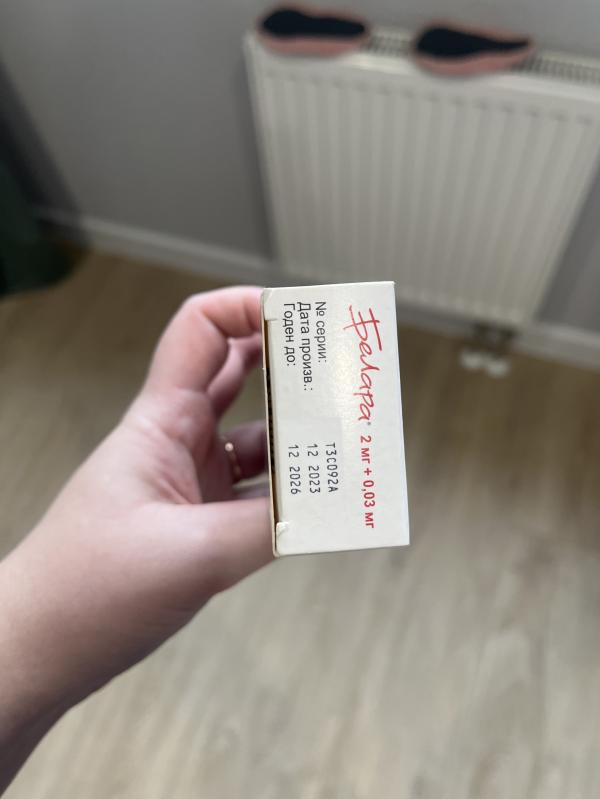 Белара® 2 мг + 0,03 мг
№ серии: T3C092A
Дата произв.: 12 2023
Годен до: 12 2026